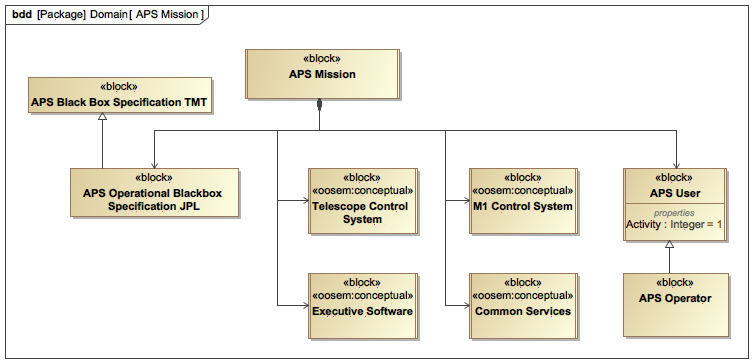 bdd [Package] Domain[ APS Mission ]
«block»
APS Mission
«block»
APS Black Box Specification TMT
«block»
APS Operational Blackbox
Specification JPL
«block»
«oosem:conceptual»
Telescope Control
System
«block»
«oosem:conceptual»
M1 Control System
«block»
APS User
properties
Activity : Integer = 1
«block»
«oosem:conceptual»
Executive Software
«block»
«oosem:conceptual»
Common Services
«block»
APS Operator